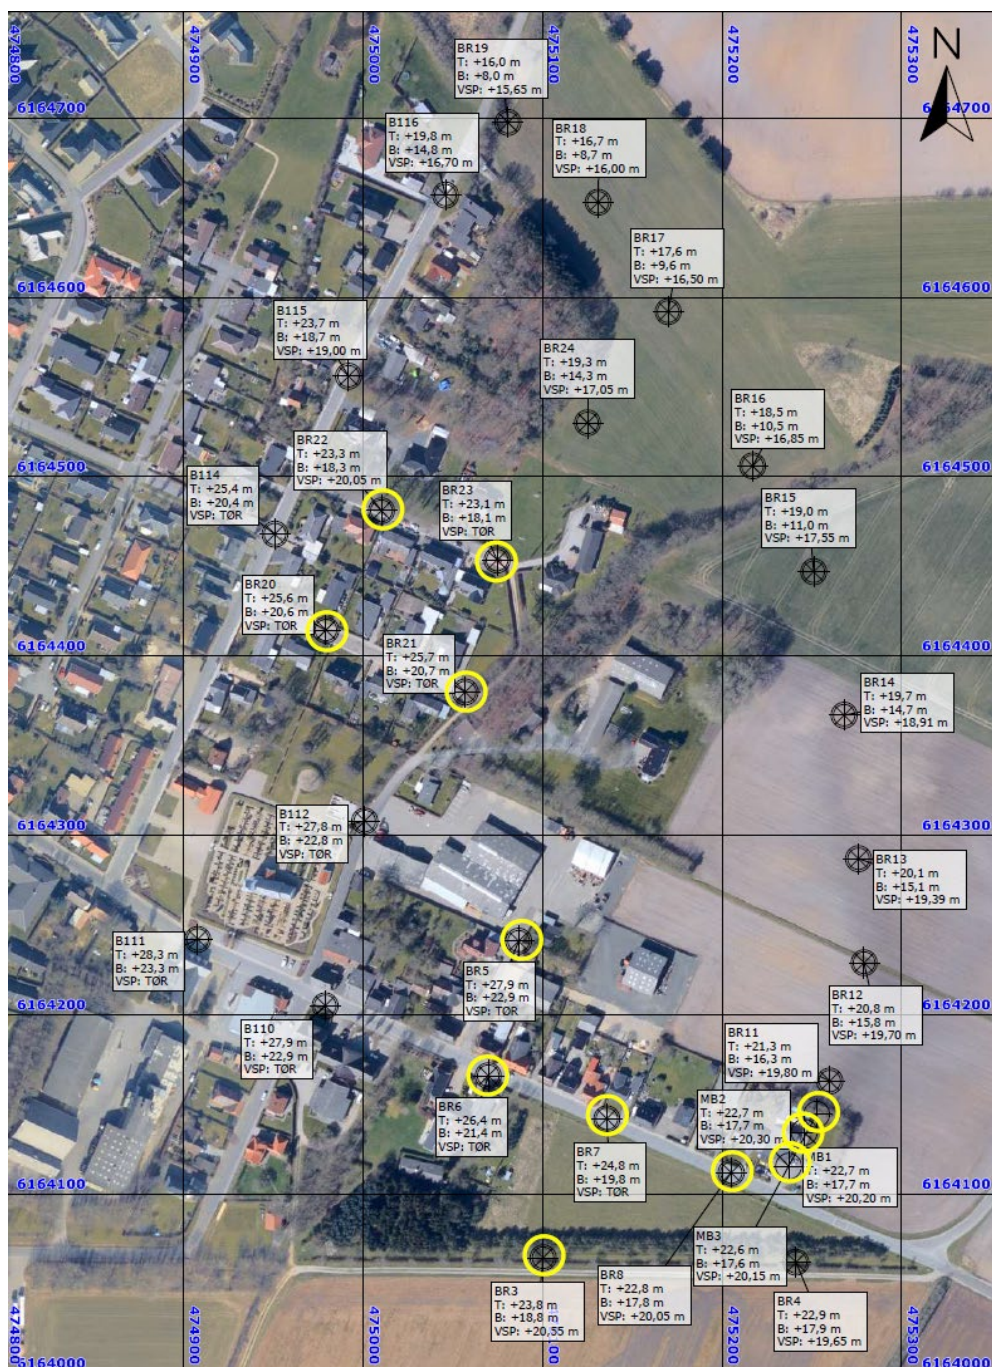 474800
474900
475000
475100
475200
475300
N
BR19
T: +16,0 m
B: +8,0 m
VSP: +15,65 m
6164700
6164700
B116
T: +19,8 m
B: +14,8 m
VSP: +16,70 m
BR18
T: +16,7 m
B: +8,7 m
VSP: +16,00 m
BR17
T: +17,6 m
B: +9,6 m
VSP: +16,50 m
6164600
6164600
B115
T: +23,7 m
B: +18,7 m
VSP: +19,00 m
BR24
T: +19,3 m
B: +14,3 m
VSP: +17,05 m
BR16
T: +18,5 m
B: +10,5 m
VSP: +16,85 m
BR22
T: +23,3 m
B: +18,3 m
VSP: +20,05 m
6164500
6164500
B114
T: +25,4 m
B: +20,4 m
VSP: TØR
BR23
T: +23,1 m
B: +18,1 m
VSP: TØR
BR15
T: +19,0 m
B: +11,0 m
VSP: +17,55 m
BR20
T: +25,6 m
B: +20,6 m
VSP: TØR
6164400
6164400
BR21
T: +25,7 m
B: +20,7 m
VSP: TØR
BR14
T: +19,7 m
B: +14,7 m
VSP: +18,91 m
6164300
6164300
B112
T: +27,8 m
B: +22,8 m
VSP: TØR
BR13
T: +20,1 m
B: +15,1 m
VSP: +19,39 m
B111
T: +28,3 m
B: +23,3 m
VSP: TØR
BR5
T: +27,9 m
B: +22,9 m
VSP: TØR
BR12
T: +20,8 m
B: +15,8 m
VSP: +19,70 m
6164200
6164200
B110
T: +27,9 m
B: +22,9 m
VSP: TØR
BR11
T: +21,3 m
B: +16,3 m
VSP: +19,80 m
BR6
T: +26,4 m
B: +21,4 m
VSP: TØR
MB2
T: +22,7 m
B: +17,7 m
VSP: +20,30 m
BR7
T: +24,8 m
B: +19,8 m
VSP: TØR
MB1
T: +22,7 m
B: +17,7 m
VSP: +20,20 m
6164100
6164100
MB3
T: +22,6 m
B: +17,6 m
VSP: +20,15 m
BR3
T: +23,8 m
B: +18,8 m
VSP: +20,55 m
BR8
T: +22,8 m
B: +17,8 m
VSP: +20,05 m
BR4
T: +22,9 m
B: +17,9 m
VSP: +19,65 m
474800
474900
475000
475100
475200
475300
6164000
6164000